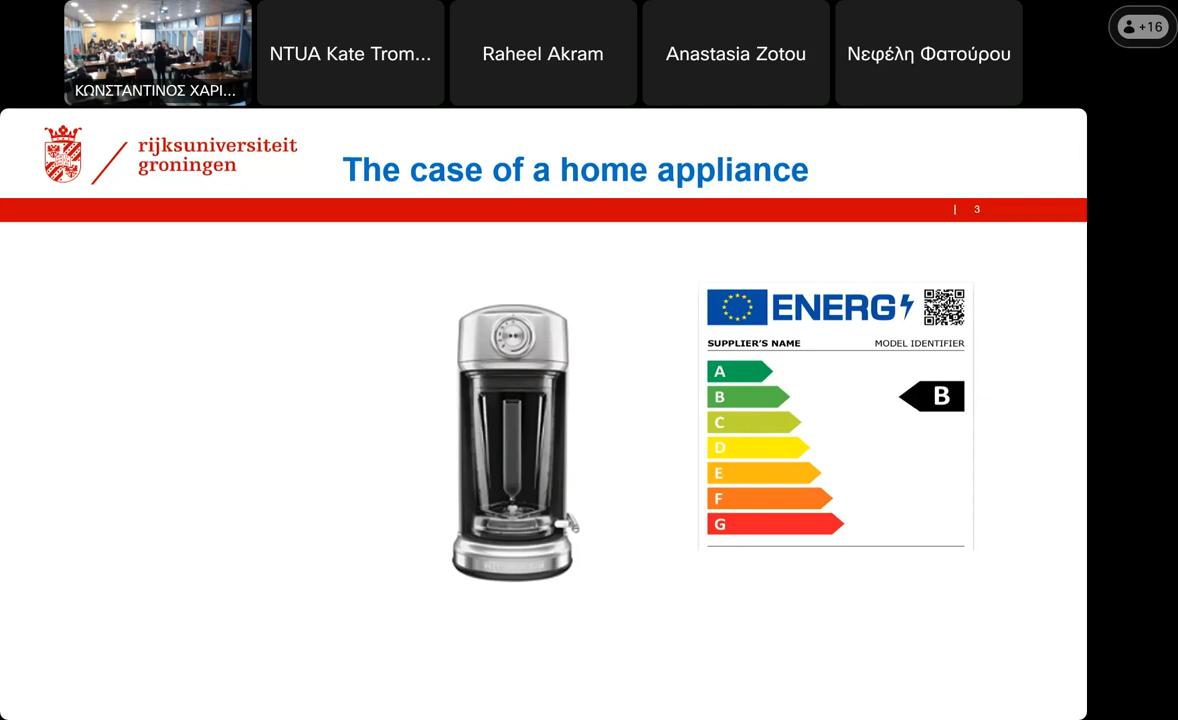 ΚΩΝΣΤΑΝΤΙΝΟΣ ΧΑΡΙ...
NTUA Kate Trom...
Raheel Akram
Anastasia Zotou
Νεφέλη Φατούρου
+16
rijksuniversiteit
groningen
The case of a home appliance
| 3
ENERG
SUPPLIER'S NAME MODEL IDENTIFIER
A
B B
C
D
E
F
G